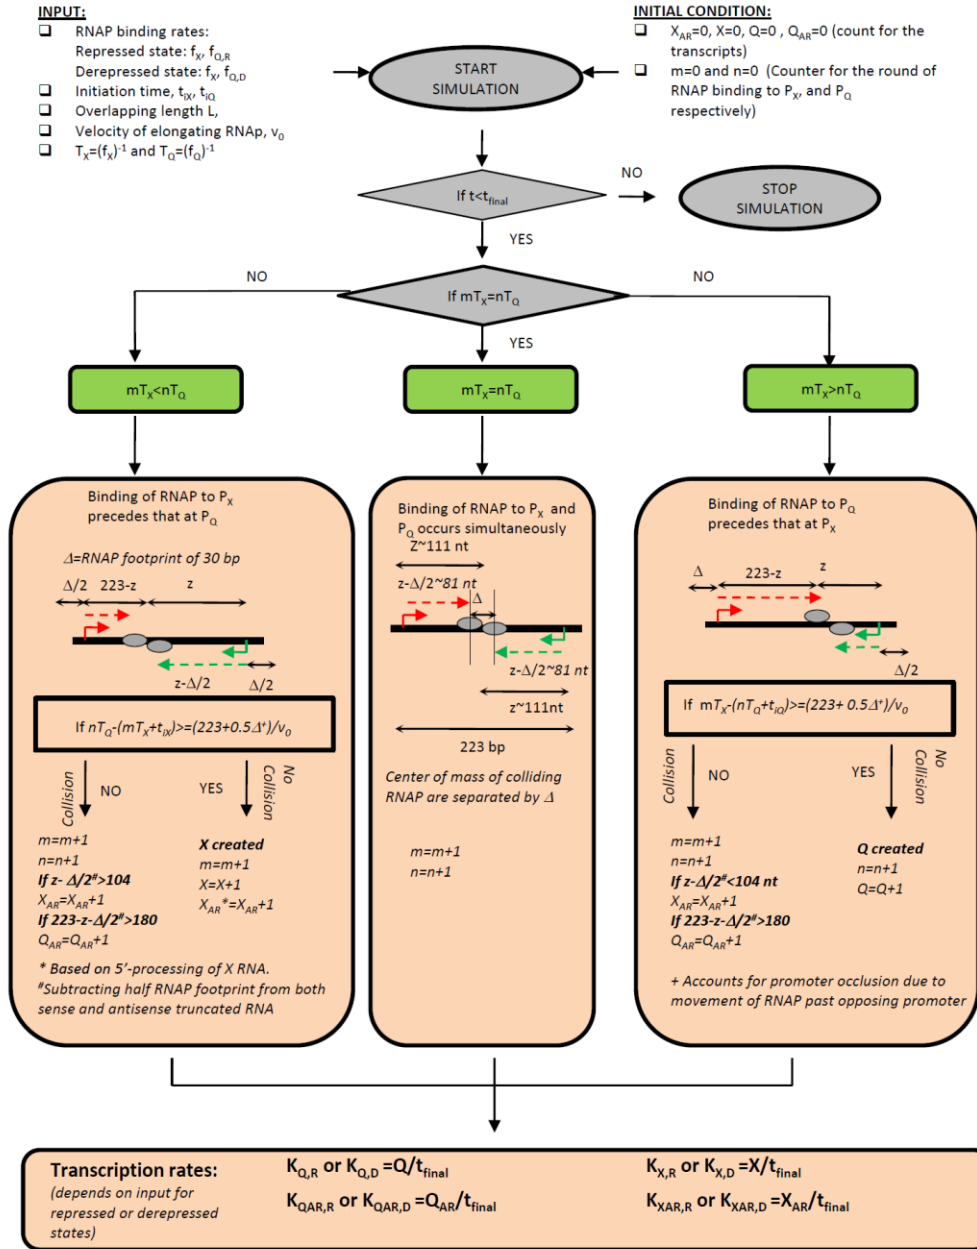 INPUT:
❑ RNAP binding rates:
Repressed state: fX, fQ,R
Derepressed state: fX, fQ,D
❑ Initiation time, tiX, tiQ
❑ Overlapping length L,
❑ Velocity of elongating RNAp, v0
❑ TX=(fX)-1 and TQ=(fQ)-1
START
SIMULATION
INITIAL CONDITION:
❑ XAR=0, X=0, Q=0 , QAR=0 (count for the
transcripts)
❑ m=0 and n=0 (Counter for the round of
RNAP binding to PX, and PQ
respectively)
If t<tfinal
NO
STOP
SIMULATION
YES
NO
If mTX=nTQ
NO
YES
mTX<nTQ
mTX=nTQ
mTX>nTQ
Binding of RNAP to PX
precedes that at PQ
Δ=RNAP footprint of 30 bp
Δ/2 223-z z
z-Δ/2 Δ/2
If nTQ-(mTX+tiX)>=(223+0.5Δ+)/v0
Collision
NO
YES
No
Collision
m=m+1
n=n+1
If z- Δ/2#>104
XAR=XAR+1
If 223-z-Δ/2#>180
QAR=QAR+1
X created
m=m+1
X=X+1
XAR*=XAR+1
* Based on 5'-processing of X RNA.
#Subtracting half RNAP footprint from both
sense and antisense truncated RNA
Binding of RNAP to PX and
PQ occurs simultaneously
Z~111 nt
z-Δ/2~81 nt
Δ
z-Δ/2~81 nt
z~111nt
223 bp
Center of mass of colliding
RNAP are separated by Δ
m=m+1
n=n+1
Binding of RNAP to PQ
precedes that at PX
Δ 223-z z
Δ/2
If mTX-(nTQ+tiQ)>=(223+ 0.5Δ+)/v0
Collision
NO
YES
No
Collision
m=m+1
n=n+1
If z-Δ/2#<104 nt
XAR=XAR+1
If 223-z-Δ/2#>180
QAR=QAR+1
Q created
n=n+1
Q=Q+1
+ Accounts for promoter occlusion due to
movement of RNAP past opposing promoter
Transcription rates:
(depends on input for
repressed or derepressed
states)
KQ,R or KQ,D =Q/tfinal
KX,R or KX,D =X/tfinal
KQAR,R or KQAR,D =QAR/tfinal
KXAR,R or KXAR,D =XAR/tfinal